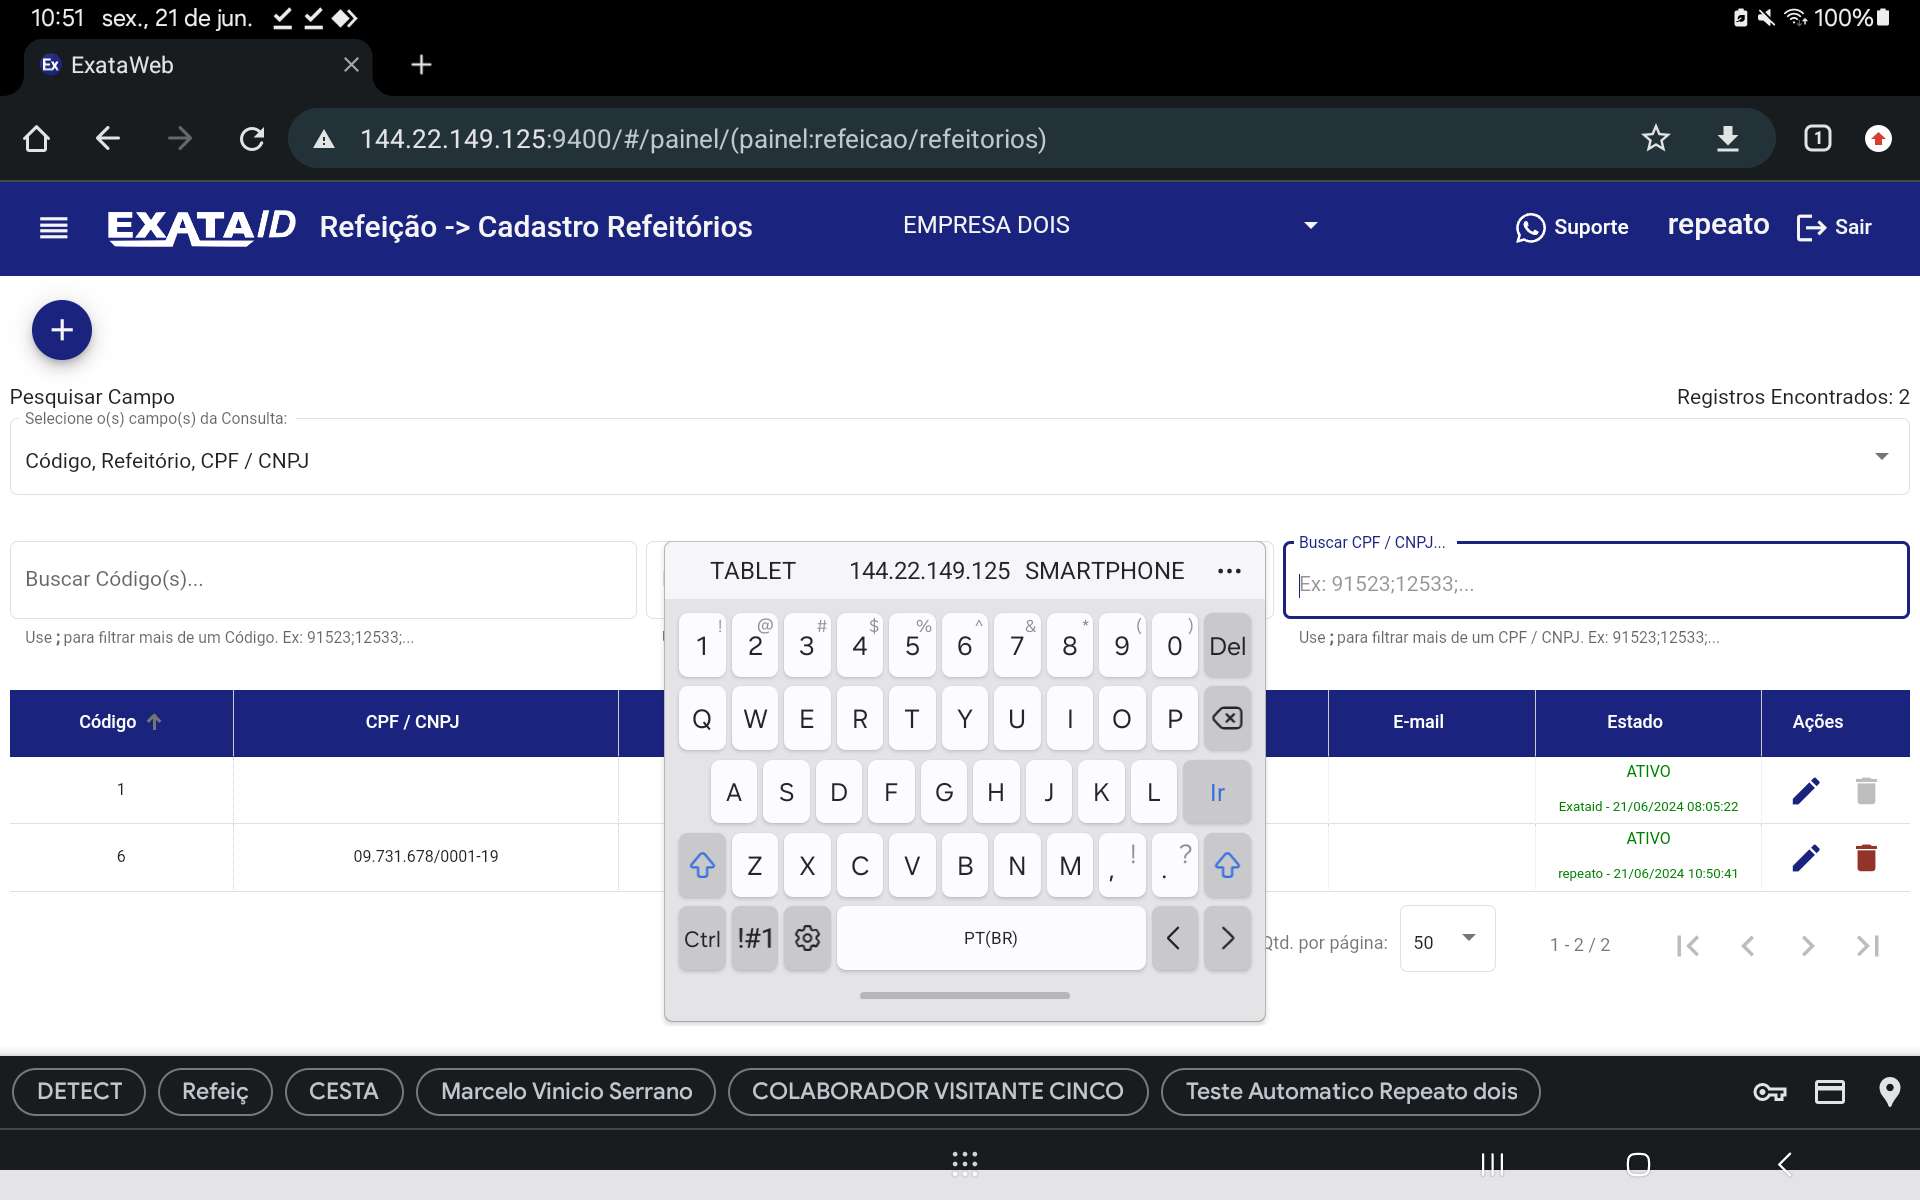 10:51 sex., 21 de jun.
100%
Ex ExataWeb
144.22.149.125:9400/#/painel/(painel:refeicao/refeitorios)
1
EXATAID Refeição -> Cadastro Refeitórios
EMPRESA DOIS
Suporte
repeato
Sair
Pesquisar Campo
Registros Encontrados: 2
Selecione o(s) campo(s) da Consulta:
Código, Refeitório, CPF / CNPJ
Buscar Código(s)...
Use ; para filtrar mais de um Código. Ex: 91523;12533;...
Buscar CPF / CNPJ...
Ex: 91523;12533;...
Use ; para filtrar mais de um CPF / CNPJ. Ex: 91523;12533;...
TABLET 144.22.149.125 SMARTPHONE
! @ # $ % ^ & * ( )
1 2 3 4 5 6 7 8 9 0 Del
Q W E R T Y U I O P
A S D F G H J K L Ir
Z X C V B N M , ! . ?
Ctrl !#1 PT(BR) < >
Código CPF / CNPJ E-mail Estado Ações
1 ATIVO
Exataid - 21/06/2024 08:05:22
6 09.731.678/0001-19 ATIVO
repeato - 21/06/2024 10:50:41
Qtd. por página: 50 1 - 2 / 2
DETECT Refeiç CESTA Marcelo Vinicio Serrano COLABORADOR VISITANTE CINCO Teste Automatico Repeato dois